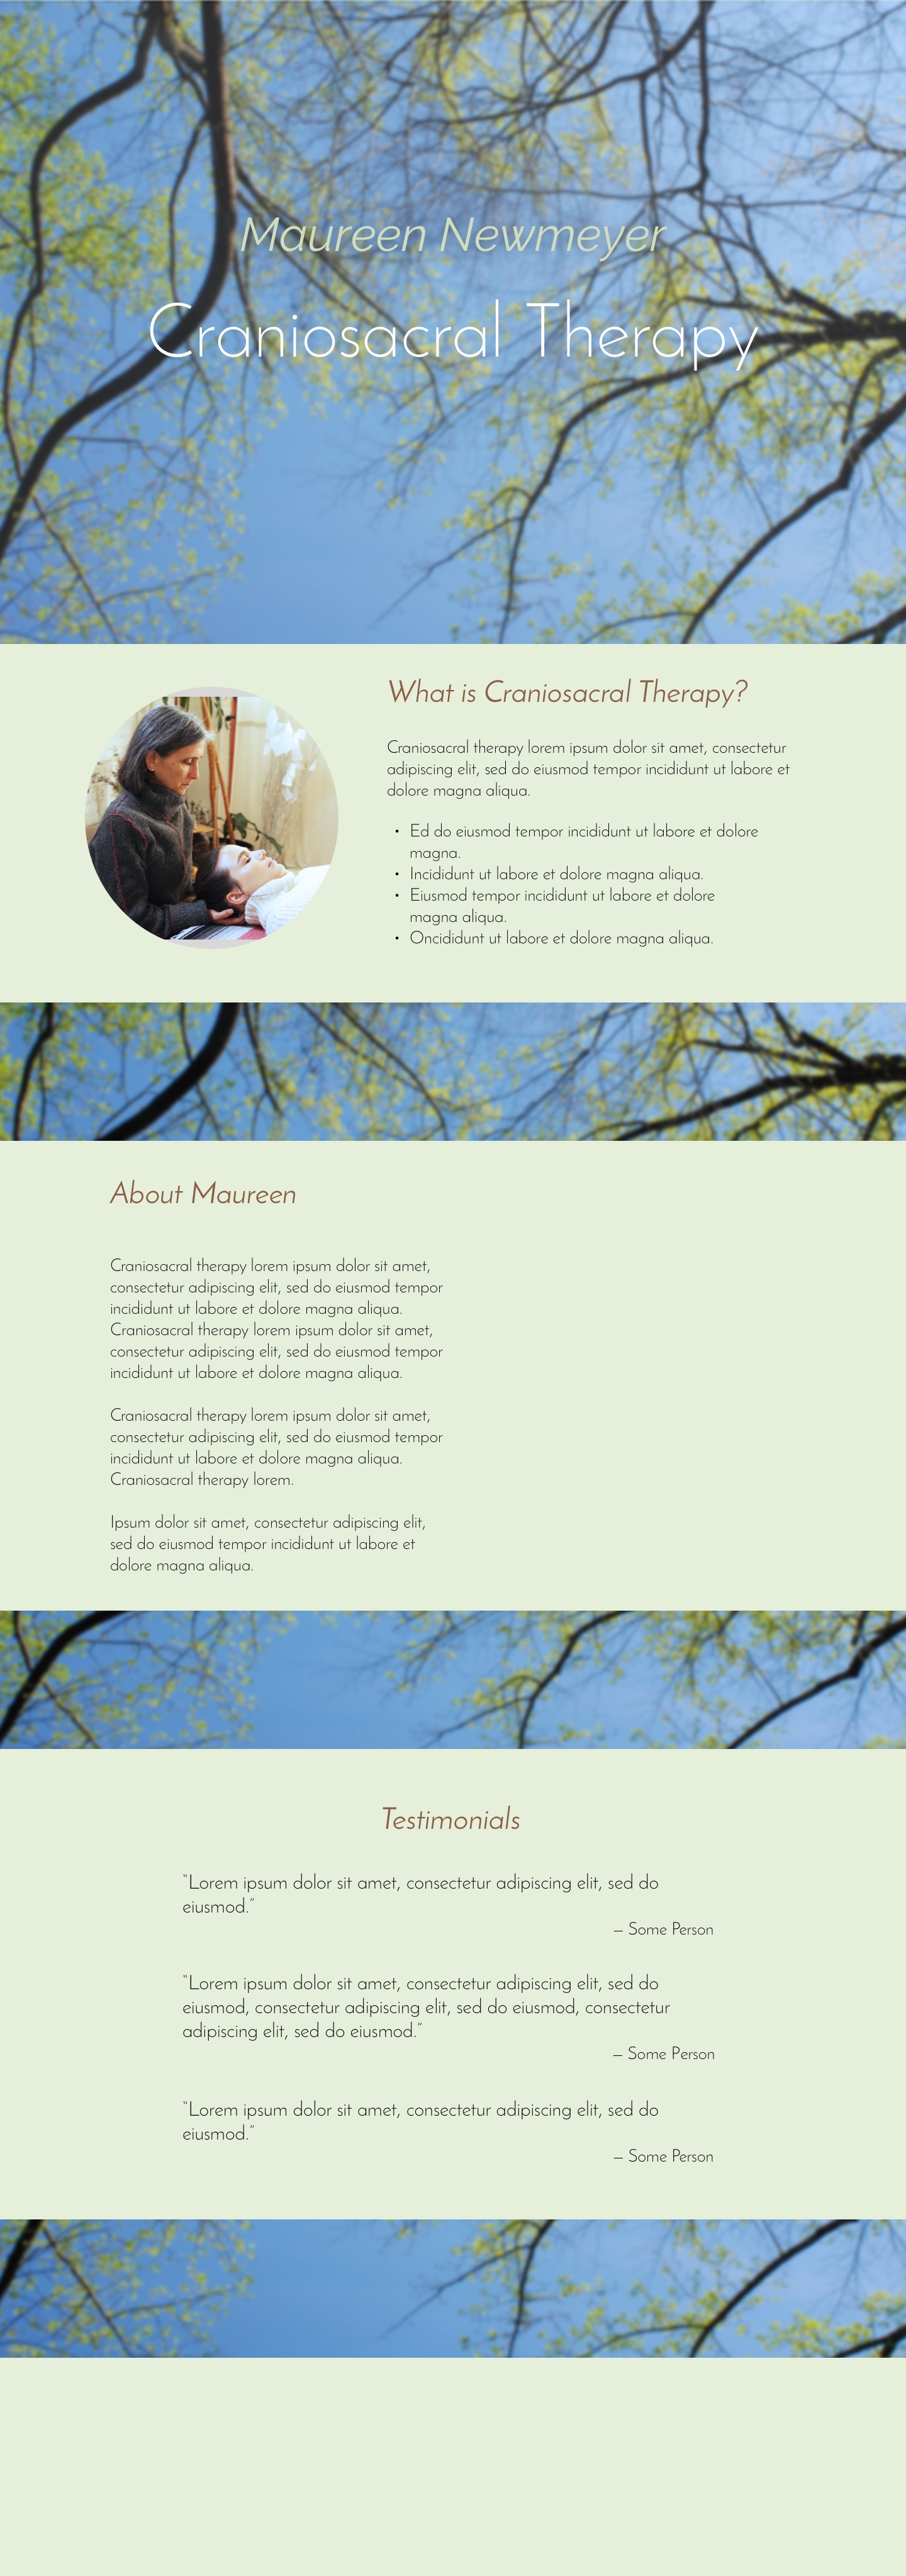 Maureen Newmeyer
Craniosacral Therapy
What is Craniosacral Therapy?
Craniosacral therapy lorem ipsum dolor sit amet, consectetur
adipiscing elit, sed do eiusmod tempor incididunt ut labore et
dolore magna aliqua.
• Ed do eiusmod tempor incididunt ut labore et dolore
magna.
• Incididunt ut labore et dolore magna aliqua.
• Eiusmod tempor incididunt ut labore et dolore
magna aliqua.
• Oncididunt ut labore et dolore magna aliqua.
About Maureen
Craniosacral therapy lorem ipsum dolor sit amet,
consectetur adipiscing elit, sed do eiusmod tempor
incididunt ut labore et dolore magna aliqua.
Craniosacral therapy lorem ipsum dolor sit amet,
consectetur adipiscing elit, sed do eiusmod tempor
incididunt ut labore et dolore magna aliqua.
Craniosacral therapy lorem ipsum dolor sit amet,
consectetur adipiscing elit, sed do eiusmod tempor
incididunt ut labore et dolore magna aliqua.
Craniosacral therapy lorem.
Ipsum dolor sit amet, consectetur adipiscing elit,
sed do eiusmod tempor incididunt ut labore et
dolore magna aliqua.
Testimonials
“Lorem ipsum dolor sit amet, consectetur adipiscing elit, sed do
eiusmod.”
– Some Person
“Lorem ipsum dolor sit amet, consectetur adipiscing elit, sed do
eiusmod, consectetur adipiscing elit, sed do eiusmod, consectetur
adipiscing elit, sed do eiusmod.”
– Some Person
“Lorem ipsum dolor sit amet, consectetur adipiscing elit, sed do
eiusmod.”
– Some Person